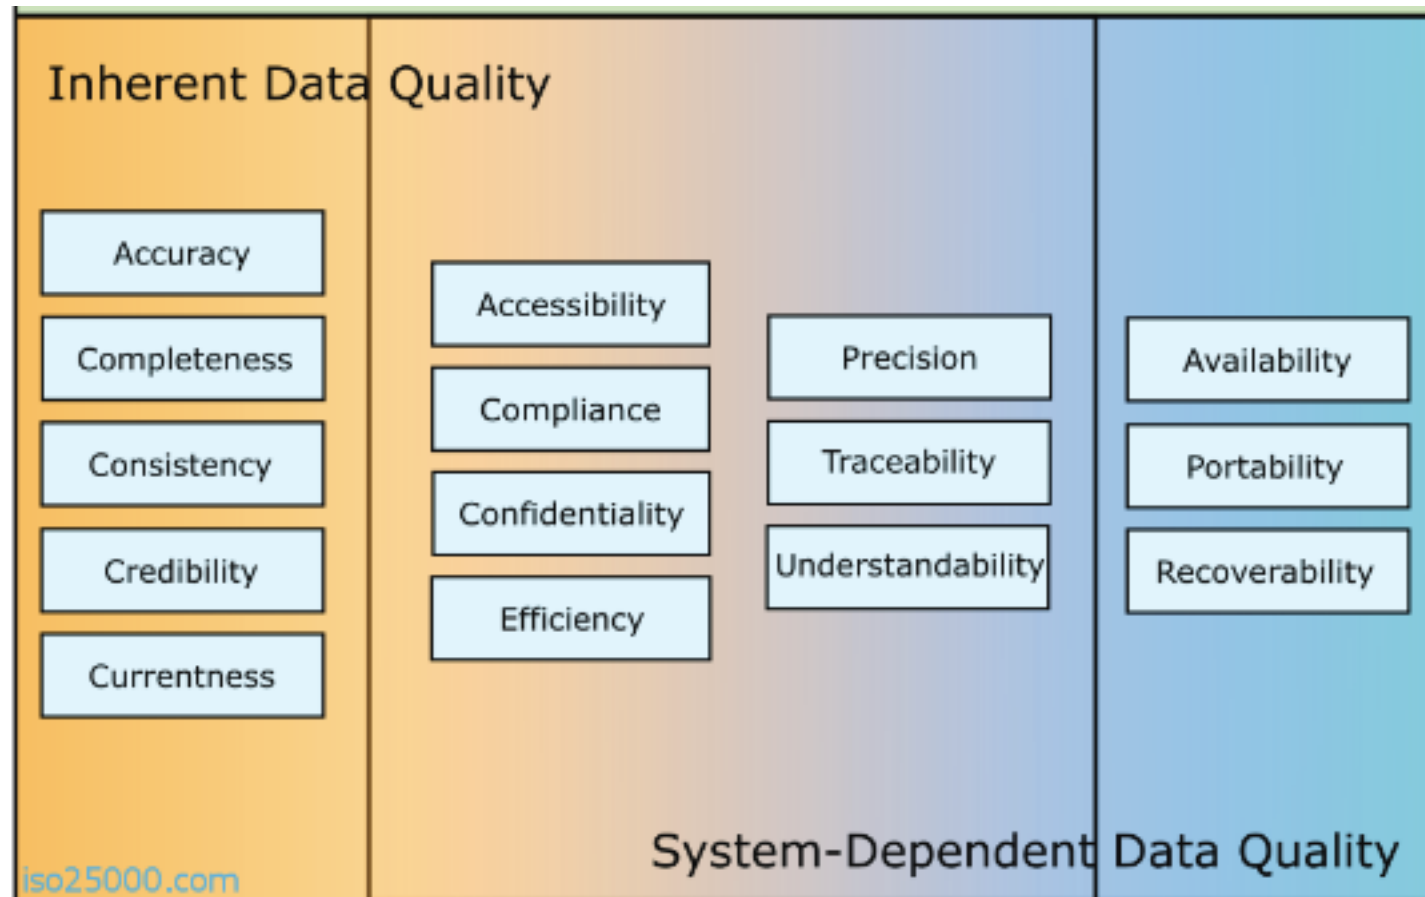 Inherent Data Quality
Accuracy
Completeness
Consistency
Credibility
Currentness
Accessibility
Compliance
Confidentiality
Efficiency
Precision
Traceability
Understandability
Availability
Portability
Recoverability
System-Dependent Data Quality
iso25000.com